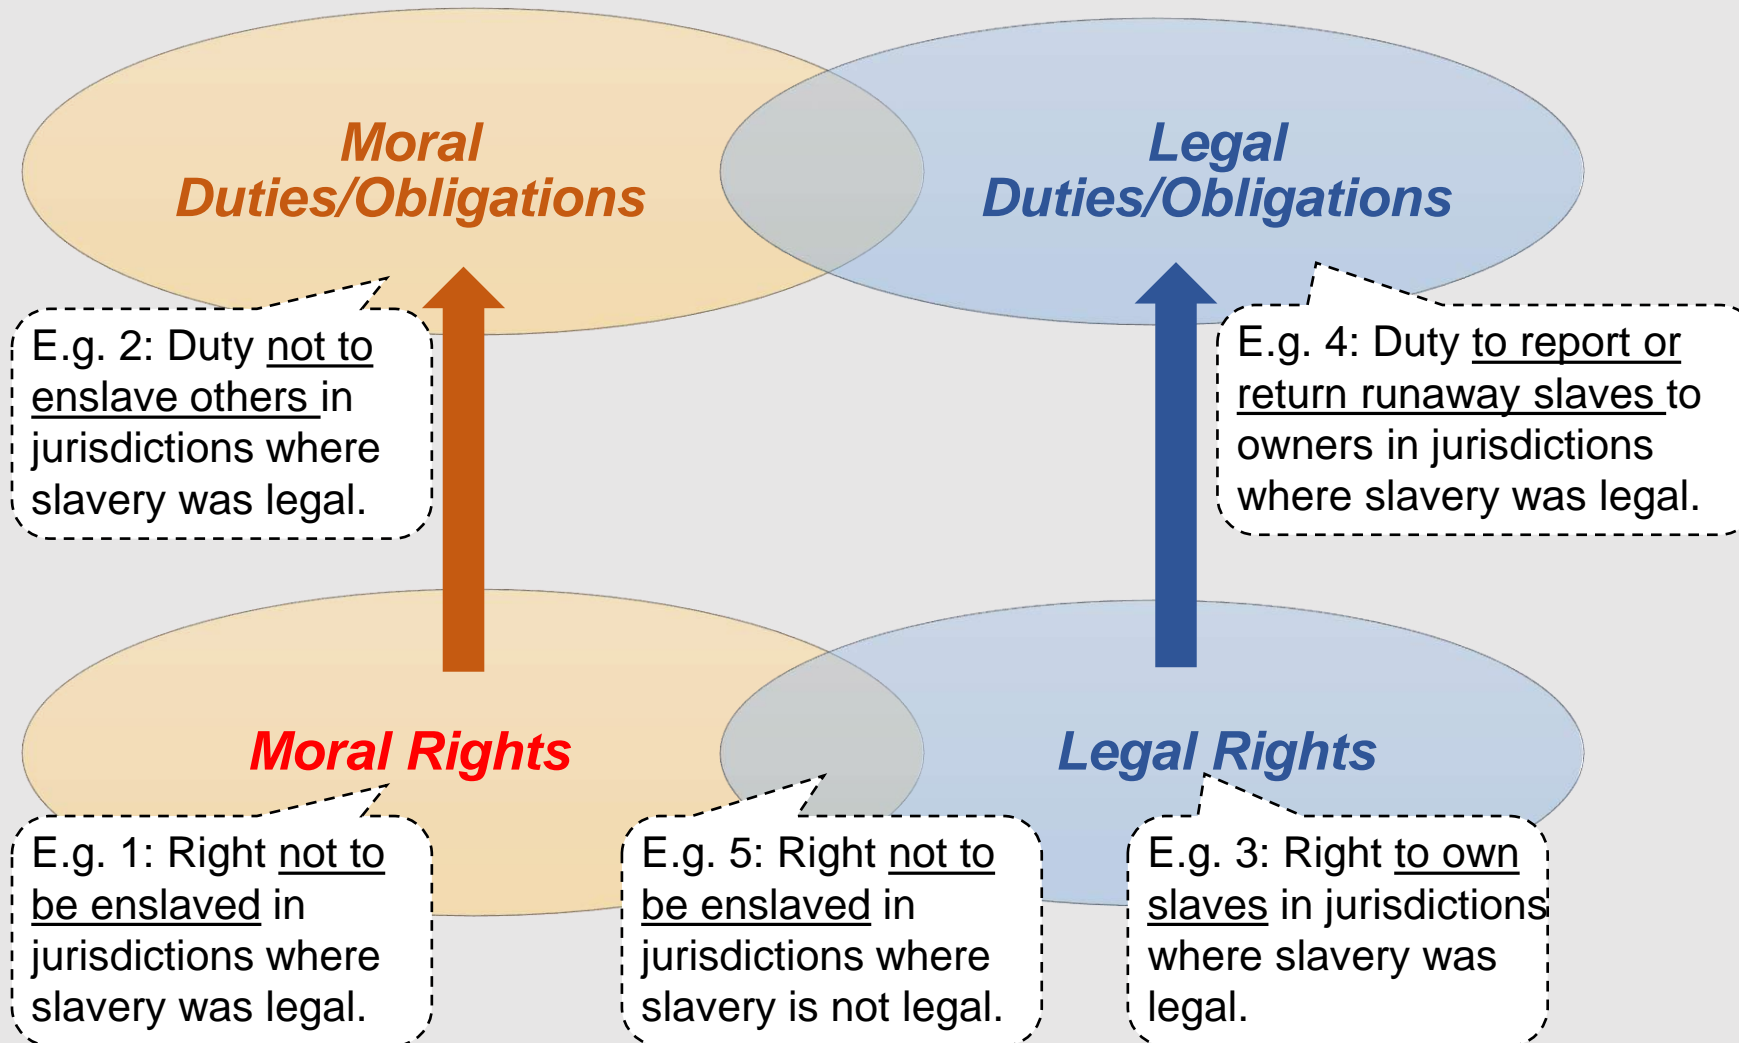 Moral
Duties/Obligations
Legal
Duties/Obligations
E.g. 2: Duty not to
enslave others in
jurisdictions where
slavery was legal.
E.g. 4: Duty to report or
return runaway slaves to
owners in jurisdictions
where slavery was legal.
Moral Rights
Legal Rights
E.g. 1: Right not to
be enslaved in
jurisdictions where
slavery was legal.
E.g. 5: Right not to
be enslaved in
jurisdictions where
slavery is not legal.
E.g. 3: Right to own
slaves in jurisdictions
where slavery was
legal.